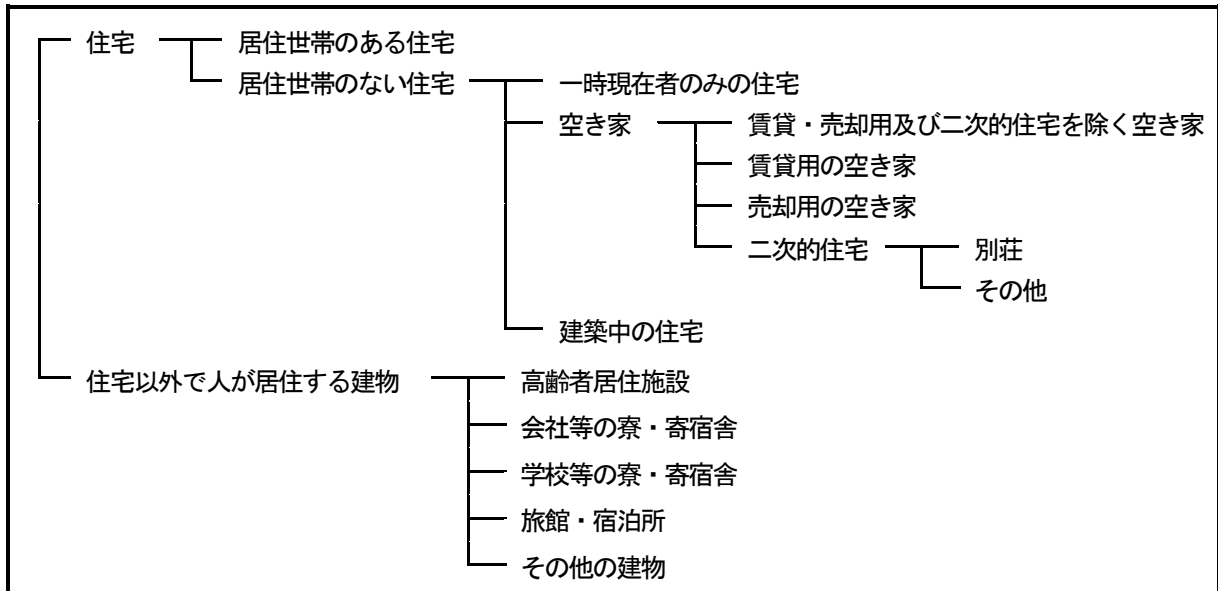 住宅 居住世帯のある住宅
居住世帯のない住宅 一時現在者のみの住宅
空き家 賃貸・売却用及び二次的住宅を除く空き家
賃貸用の空き家
売却用の空き家
二次的住宅 別荘
その他
建築中の住宅
住宅以外で人が居住する建物 高齢者居住施設
会社等の寮・寄宿舎
学校等の寮・寄宿舎
旅館・宿泊所
その他の建物